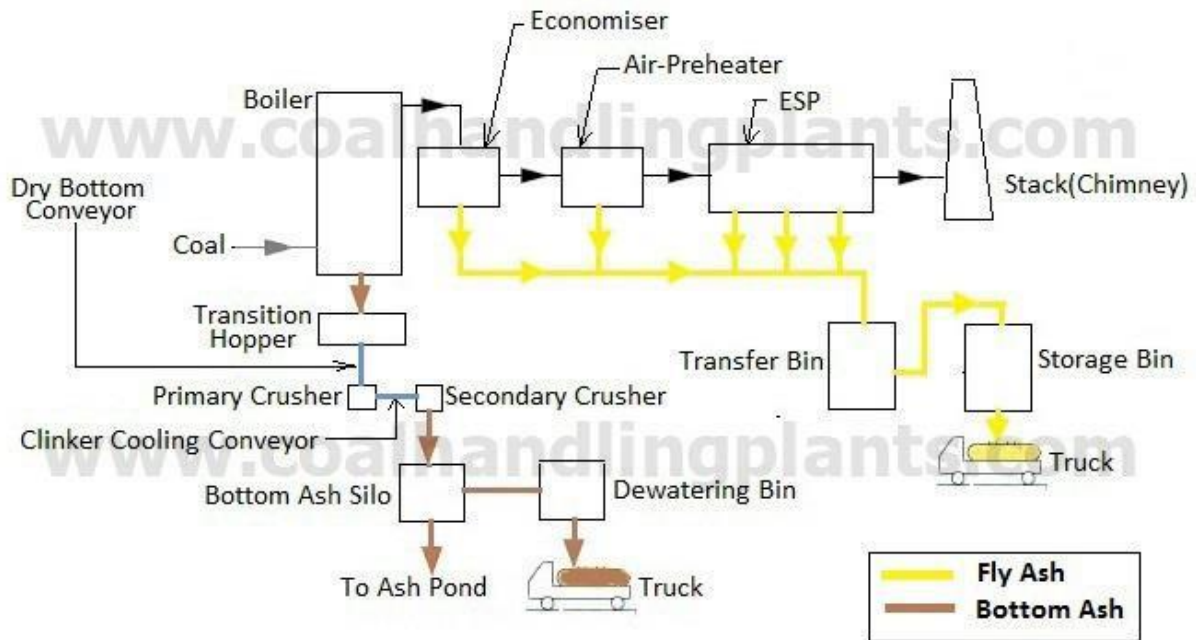 Economiser
Air-Preheater
Boiler
ESP
www.coalhandlingplants.com
Dry Bottom
Conveyor
Stack(Chimney)
Coal
Transition
Hopper
Transfer Bin
Storage Bin
Primary Crusher
Secondary Crusher
Clinker Cooling Conveyor
www.coalhandlingplants.com
Truck
Bottom Ash Silo
Dewatering Bin
To Ash Pond
Truck
Fly Ash
Bottom Ash